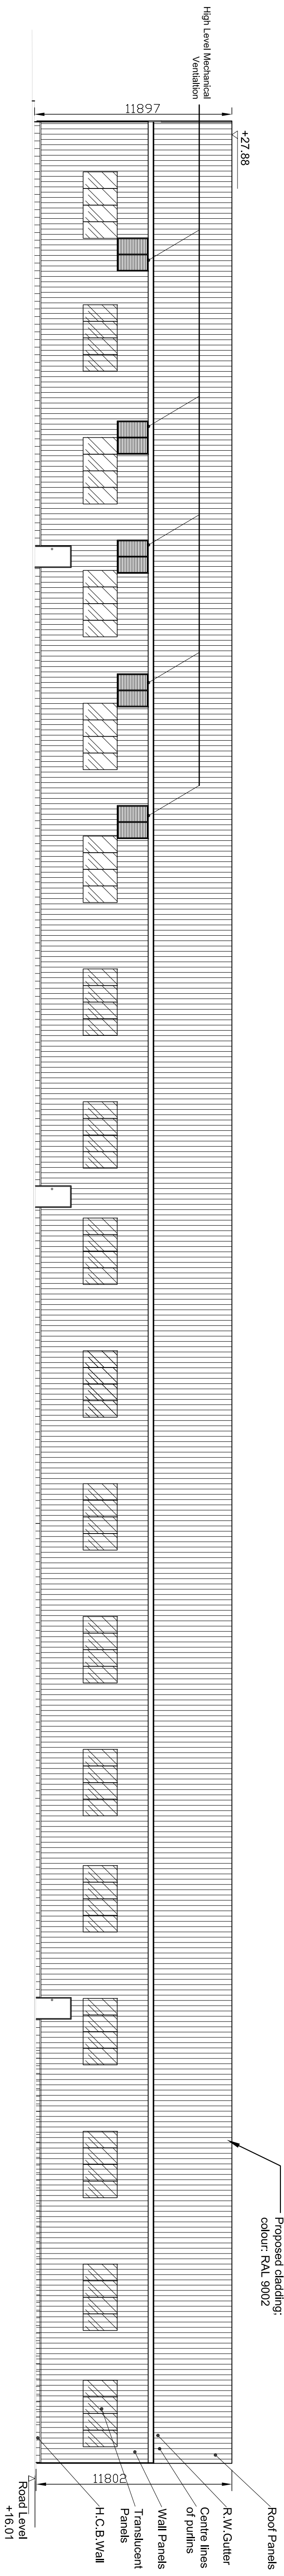 High Level Mechanical
Ventialtion
11897
+27.88
Proposed cladding;
colour: RAL 9002
Roof Panels
R.W.Gutter
Centre lines
of purlins
Wall Panels
Translucent
Panels
H.C.B.Wall
11802
Road Level
+16.01